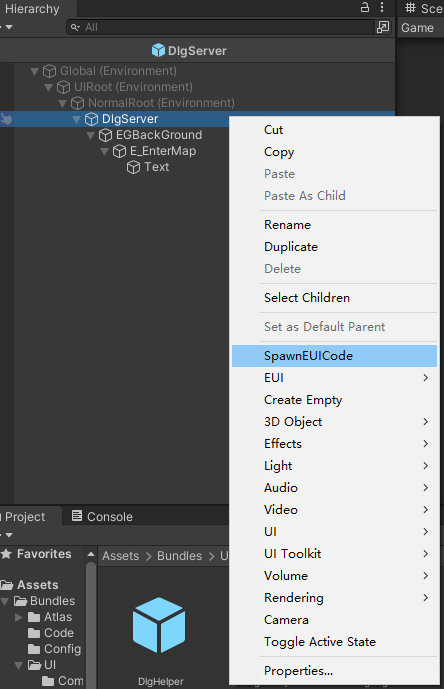 Hierarchy
Sce
All
Game
DlgServer
Global (Environment)
UIRoot (Environment)
NormalRoot (Environment)
DlgServer
EGBackGround
E_EnterMap
Text
Cut
Copy
Paste
Paste As Child
Rename
Duplicate
Delete
Select Children
Set as Default Parent
SpawnEUICode
EUI
Create Empty
3D Object
Effects
Light
Audio
Video
UI
UI Toolkit
Volume
Rendering
Camera
Toggle Active State
Properties...
Project
Console
Favorites
Assets
Bundles
Atlas
Code
Config
UI
Com
Assets > Bundles > U
DlgHelper